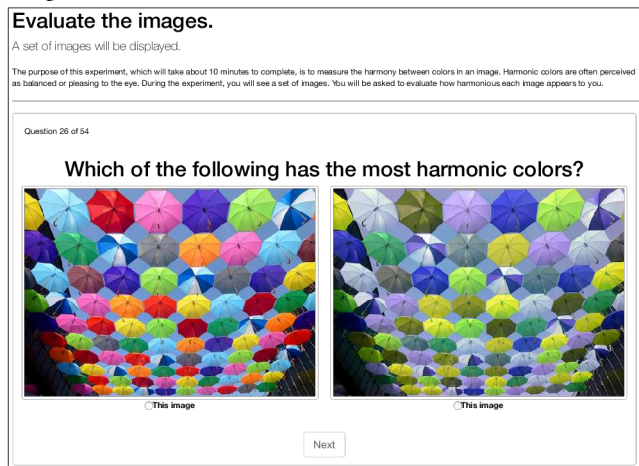 Evaluate the images.
A set of images will be displayed.
The purpose of this experiment, which will take about 10 minutes to complete, is to measure the harmony between colors in an image. Harmonic colors are often perceived
as balanced or pleasing to the eye. During the experiment, you will see a set of images. You will be asked to evaluate how harmonious each image appears to you.
Question 26 of 54
Which of the following has the most harmonic colors?
This image
This image
Next